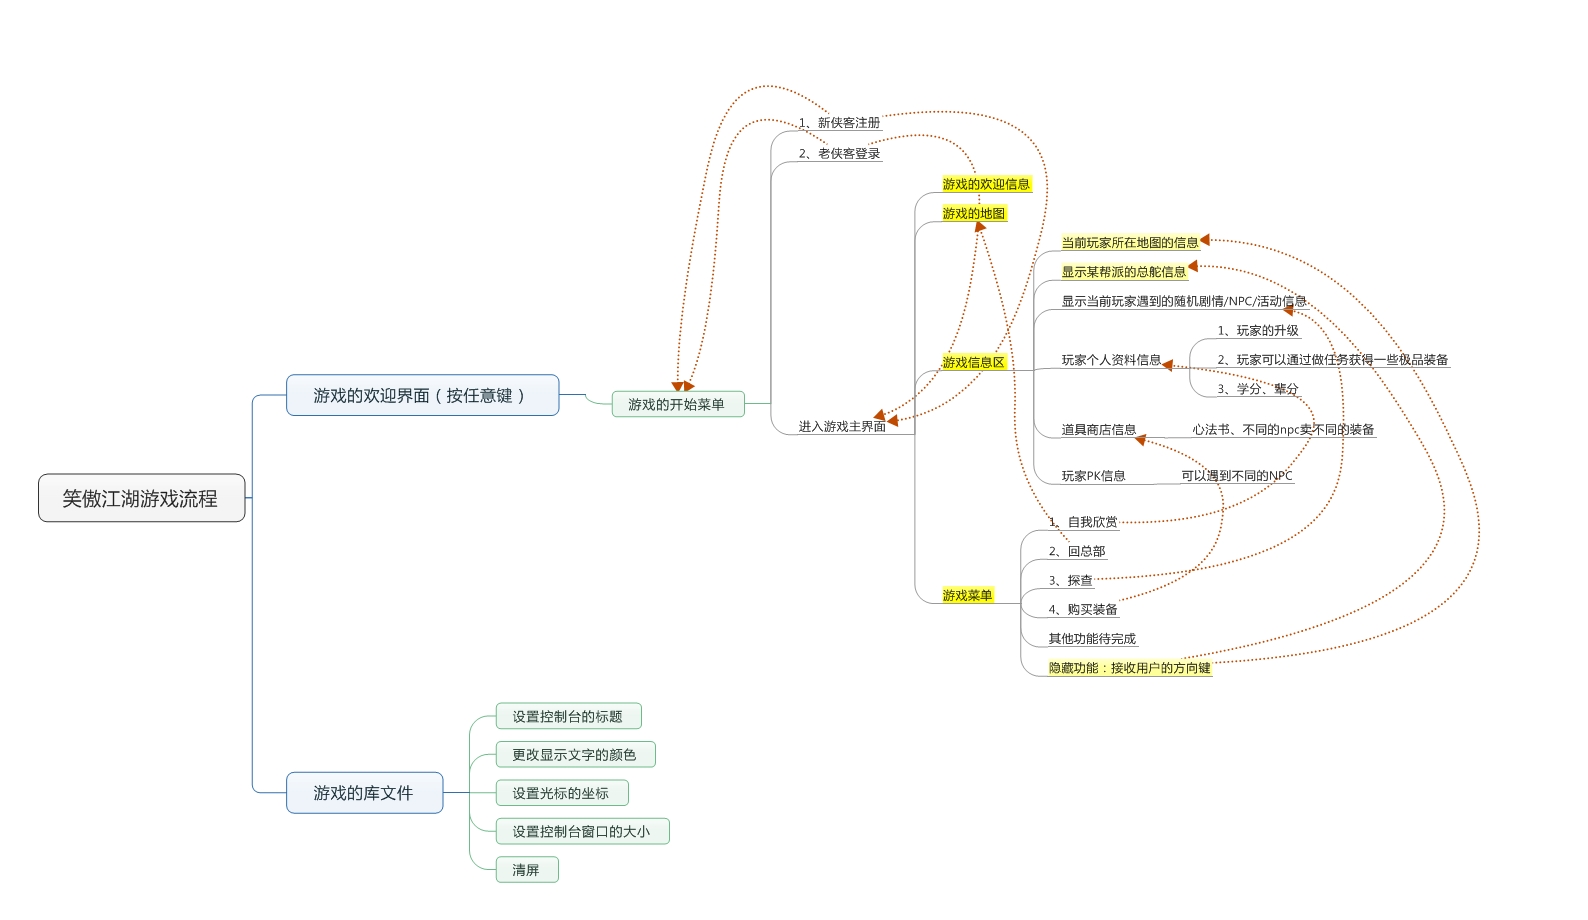 笑傲江湖游戏流程
游戏的欢迎界面（按任意键）
游戏的开始菜单
1、新侠客注册
2、老侠客登录
进入游戏主界面
游戏的欢迎信息
游戏的地图
游戏信息区
当前玩家所在地图的信息
显示某帮派的总舵信息
显示当前玩家遇到的随机剧情/NPC/活动信息
玩家个人资料信息
1、玩家的升级
2、玩家可以通过做任务获得一些极品装备
3、学分、辈分
道具商店信息
心法书、不同的npc卖不同的装备
玩家PK信息
可以遇到不同的NPC
游戏菜单
1、自我欣赏
2、回总部
3、探查
4、购买装备
其他功能待完成
隐藏功能：接收用户的方向键
游戏的库文件
设置控制台的标题
更改显示文字的颜色
设置光标的坐标
设置控制台窗口的大小
清屏